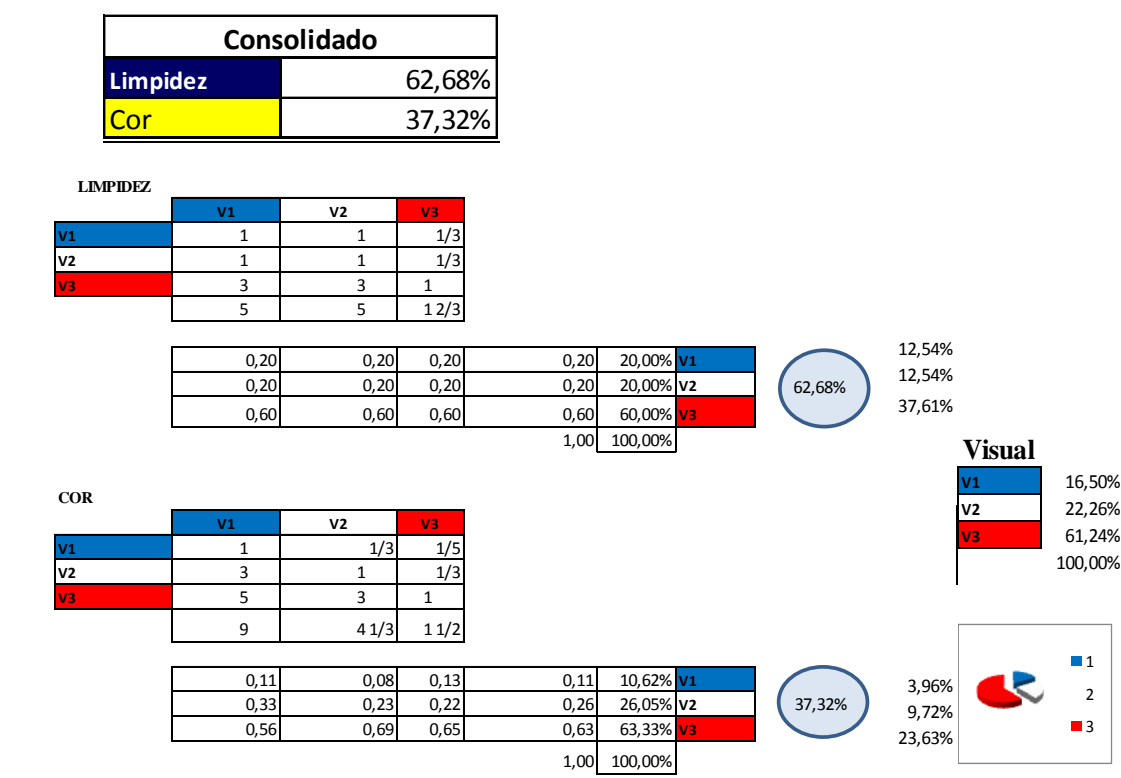 Consolidado
Limpidez 62,68%
Cor 37,32%
LIMPIDEZ
V1 V2 V3
V1 1 1 1/3
V2 1 1 1/3
V3 3 3 1
5 5 1 2/3
0,20 0,20 0,20 0,20 20,00% V1
0,20 0,20 0,20 0,20 20,00% V2
0,60 0,60 0,60 0,60 60,00% V3
1,00 100,00%
62,68%
12,54%
12,54%
37,61%
Visual
V1 16,50%
V2 22,26%
V3 61,24%
100,00%
COR
V1 V2 V3
V1 1 1/3 1/5
V2 3 1 1/3
V3 5 3 1
9 4 1/3 1 1/2
0,11 0,08 0,13 0,11 10,62% V1
0,33 0,23 0,22 0,26 26,05% V2
0,56 0,69 0,65 0,63 63,33% V3
1,00 100,00%
37,32%
3,96%
9,72%
23,63%
1
2
3